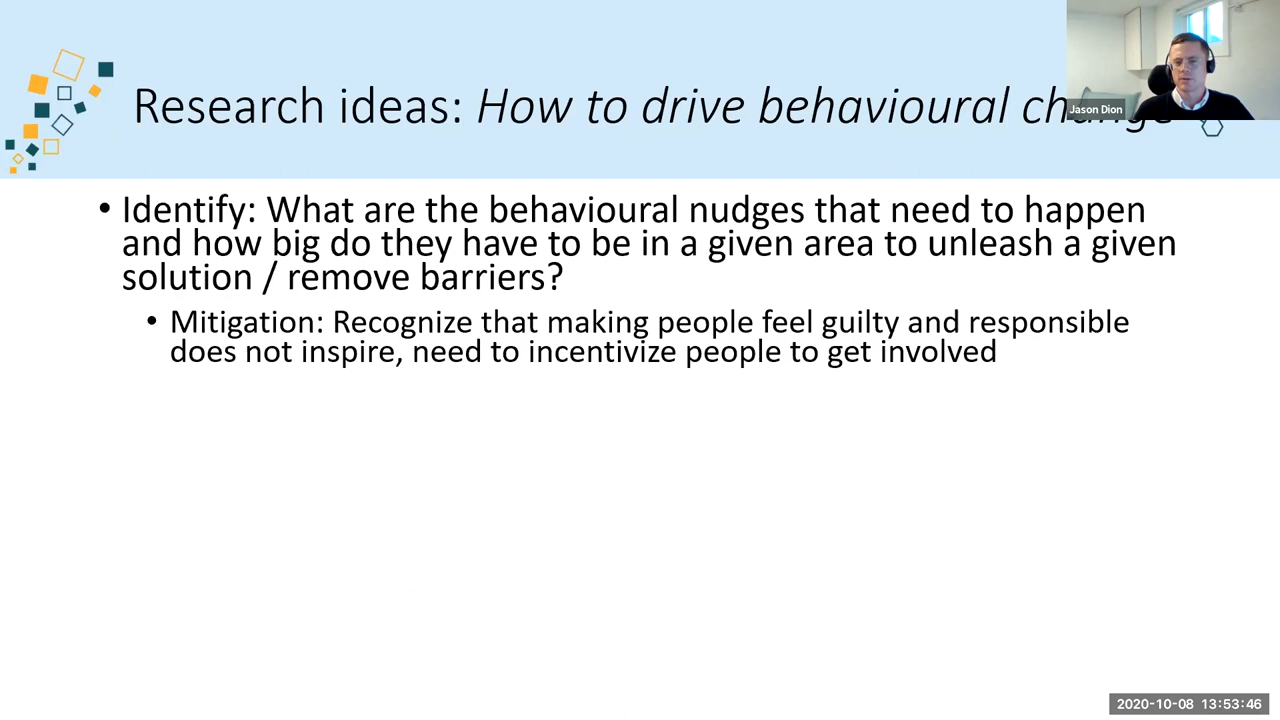 Research ideas: How to drive behavioural change
Jason Dion
• Identify: What are the behavioural nudges that need to happen
and how big do they have to be in a given area to unleash a given
solution / remove barriers?
• Mitigation: Recognize that making people feel guilty and responsible
does not inspire, need to incentivize people to get involved
2020-10-08 13:53:46